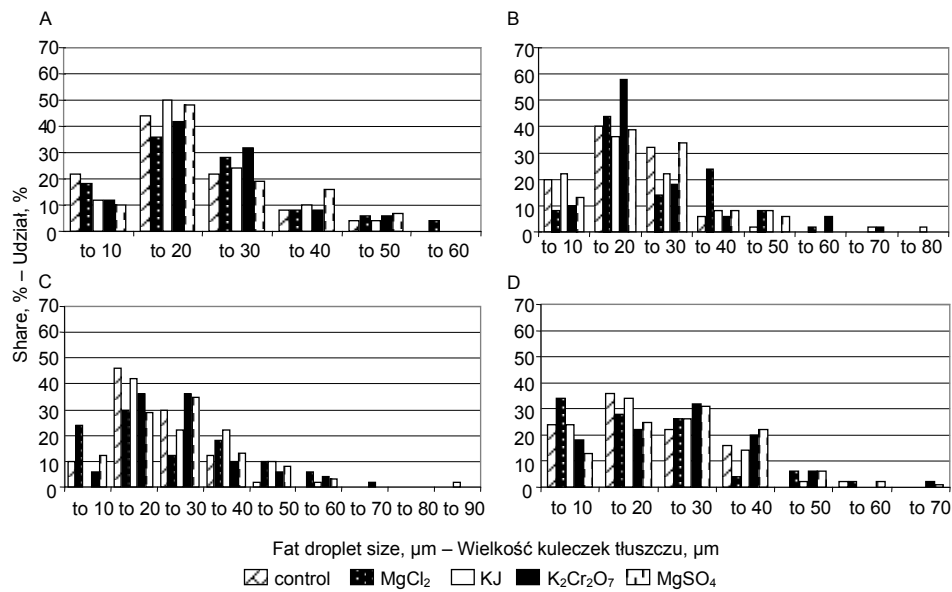 A
70
60
50
40
30
20
10
0
to 10 to 20 to 30 to 40 to 50 to 60
B
70
60
50
40
30
20
10
0
to 10 to 20 to 30 to 40 to 50 to 60 to 70 to 80
Share, % – Udział, %
C
70
60
50
40
30
20
10
0
to 10 to 20 to 30 to 40 to 50 to 60 to 70 to 80 to 90
D
70
60
50
40
30
20
10
0
to 10 to 20 to 30 to 40 to 50 to 60 to 70
Fat droplet size, µm – Wielkość kuleczek tłuszczu, µm
control MgCl₂ KJ K₂Cr₂O₇ MgSO₄